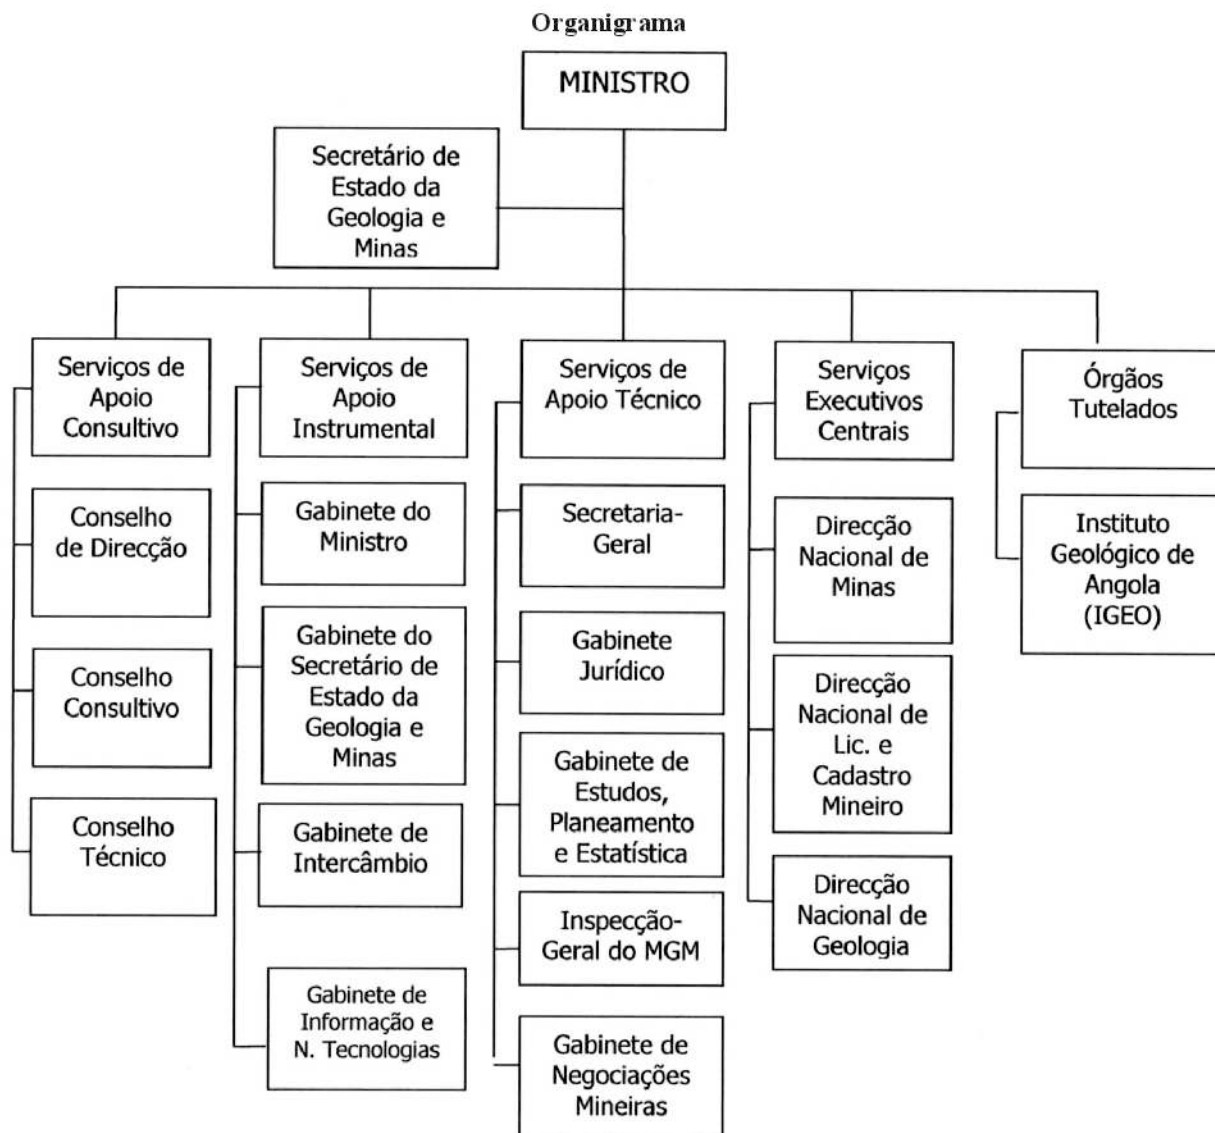 Organigrama
MINISTRO
Secretário de
Estado da
Geologia e
Minas
Serviços de
Apoio
Consultivo
Conselho
de Direcção
Conselho
Consultivo
Conselho
Técnico
Serviços de
Apoio
Instrumental
Gabinete do
Ministro
Gabinete do
Secretário de
Estado da
Geologia e
Minas
Gabinete de
Intercâmbio
Gabinete de
Informação e
N. Tecnologias
Serviços de
Apoio Técnico
Secretaria-
Geral
Gabinete
Jurídico
Gabinete de
Estudos,
Planeamento
e Estatística
Inspecção-
Geral do MGM
Gabinete de
Negociações
Mineiras
Serviços
Executivos
Centrais
Direcção
Nacional de
Minas
Direcção
Nacional de
Lic. e
Cadastro
Mineiro
Direcção
Nacional de
Geologia
Órgãos
Tutelados
Instituto
Geológico de
Angola
(IGEO)